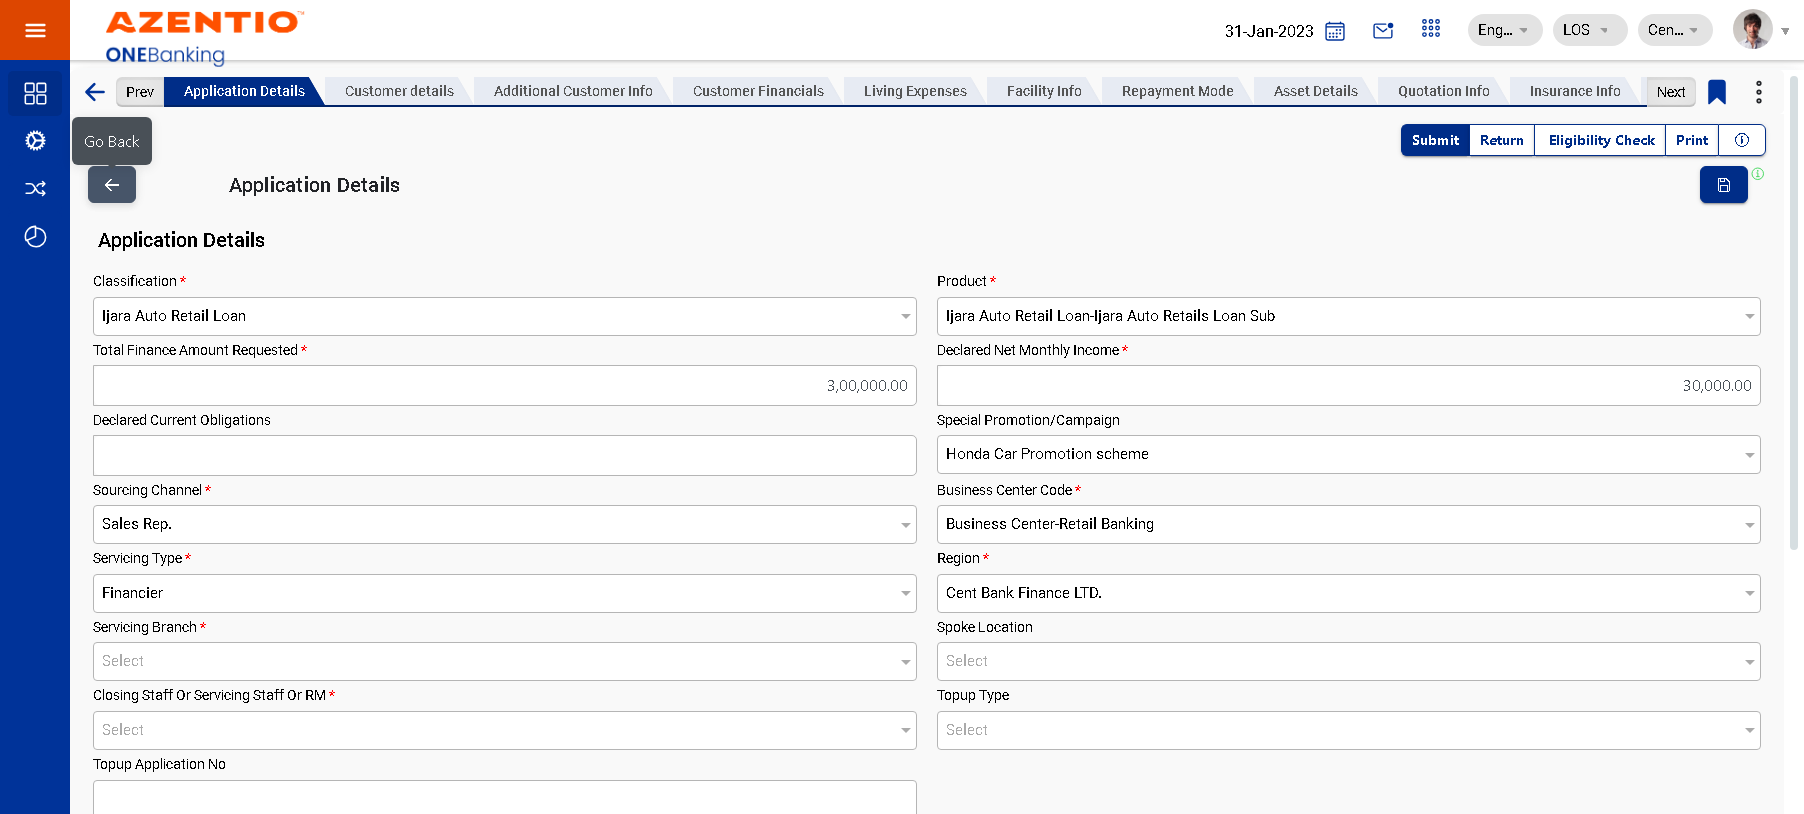 AZENTIO™
ONEBanking
31-Jan-2023
Eng...
LOS
Cen...
Prev
Application Details
Customer details
Additional Customer Info
Customer Financials
Living Expenses
Facility Info
Repayment Mode
Asset Details
Quotation Info
Insurance Info
Next
Go Back
Submit
Return
Eligibility Check
Print
Application Details
Application Details
Classification *
Product *
Ijara Auto Retail Loan
Ijara Auto Retail Loan-Ijara Auto Retails Loan Sub
Total Finance Amount Requested *
Declared Net Monthly Income *
3,00,000.00
30,000.00
Declared Current Obligations
Special Promotion/Campaign
Honda Car Promotion scheme
Sourcing Channel *
Business Center Code *
Sales Rep.
Business Center-Retail Banking
Servicing Type *
Region *
Financier
Cent Bank Finance LTD.
Servicing Branch *
Spoke Location
Select
Select
Closing Staff Or Servicing Staff Or RM *
Topup Type
Select
Select
Topup Application No